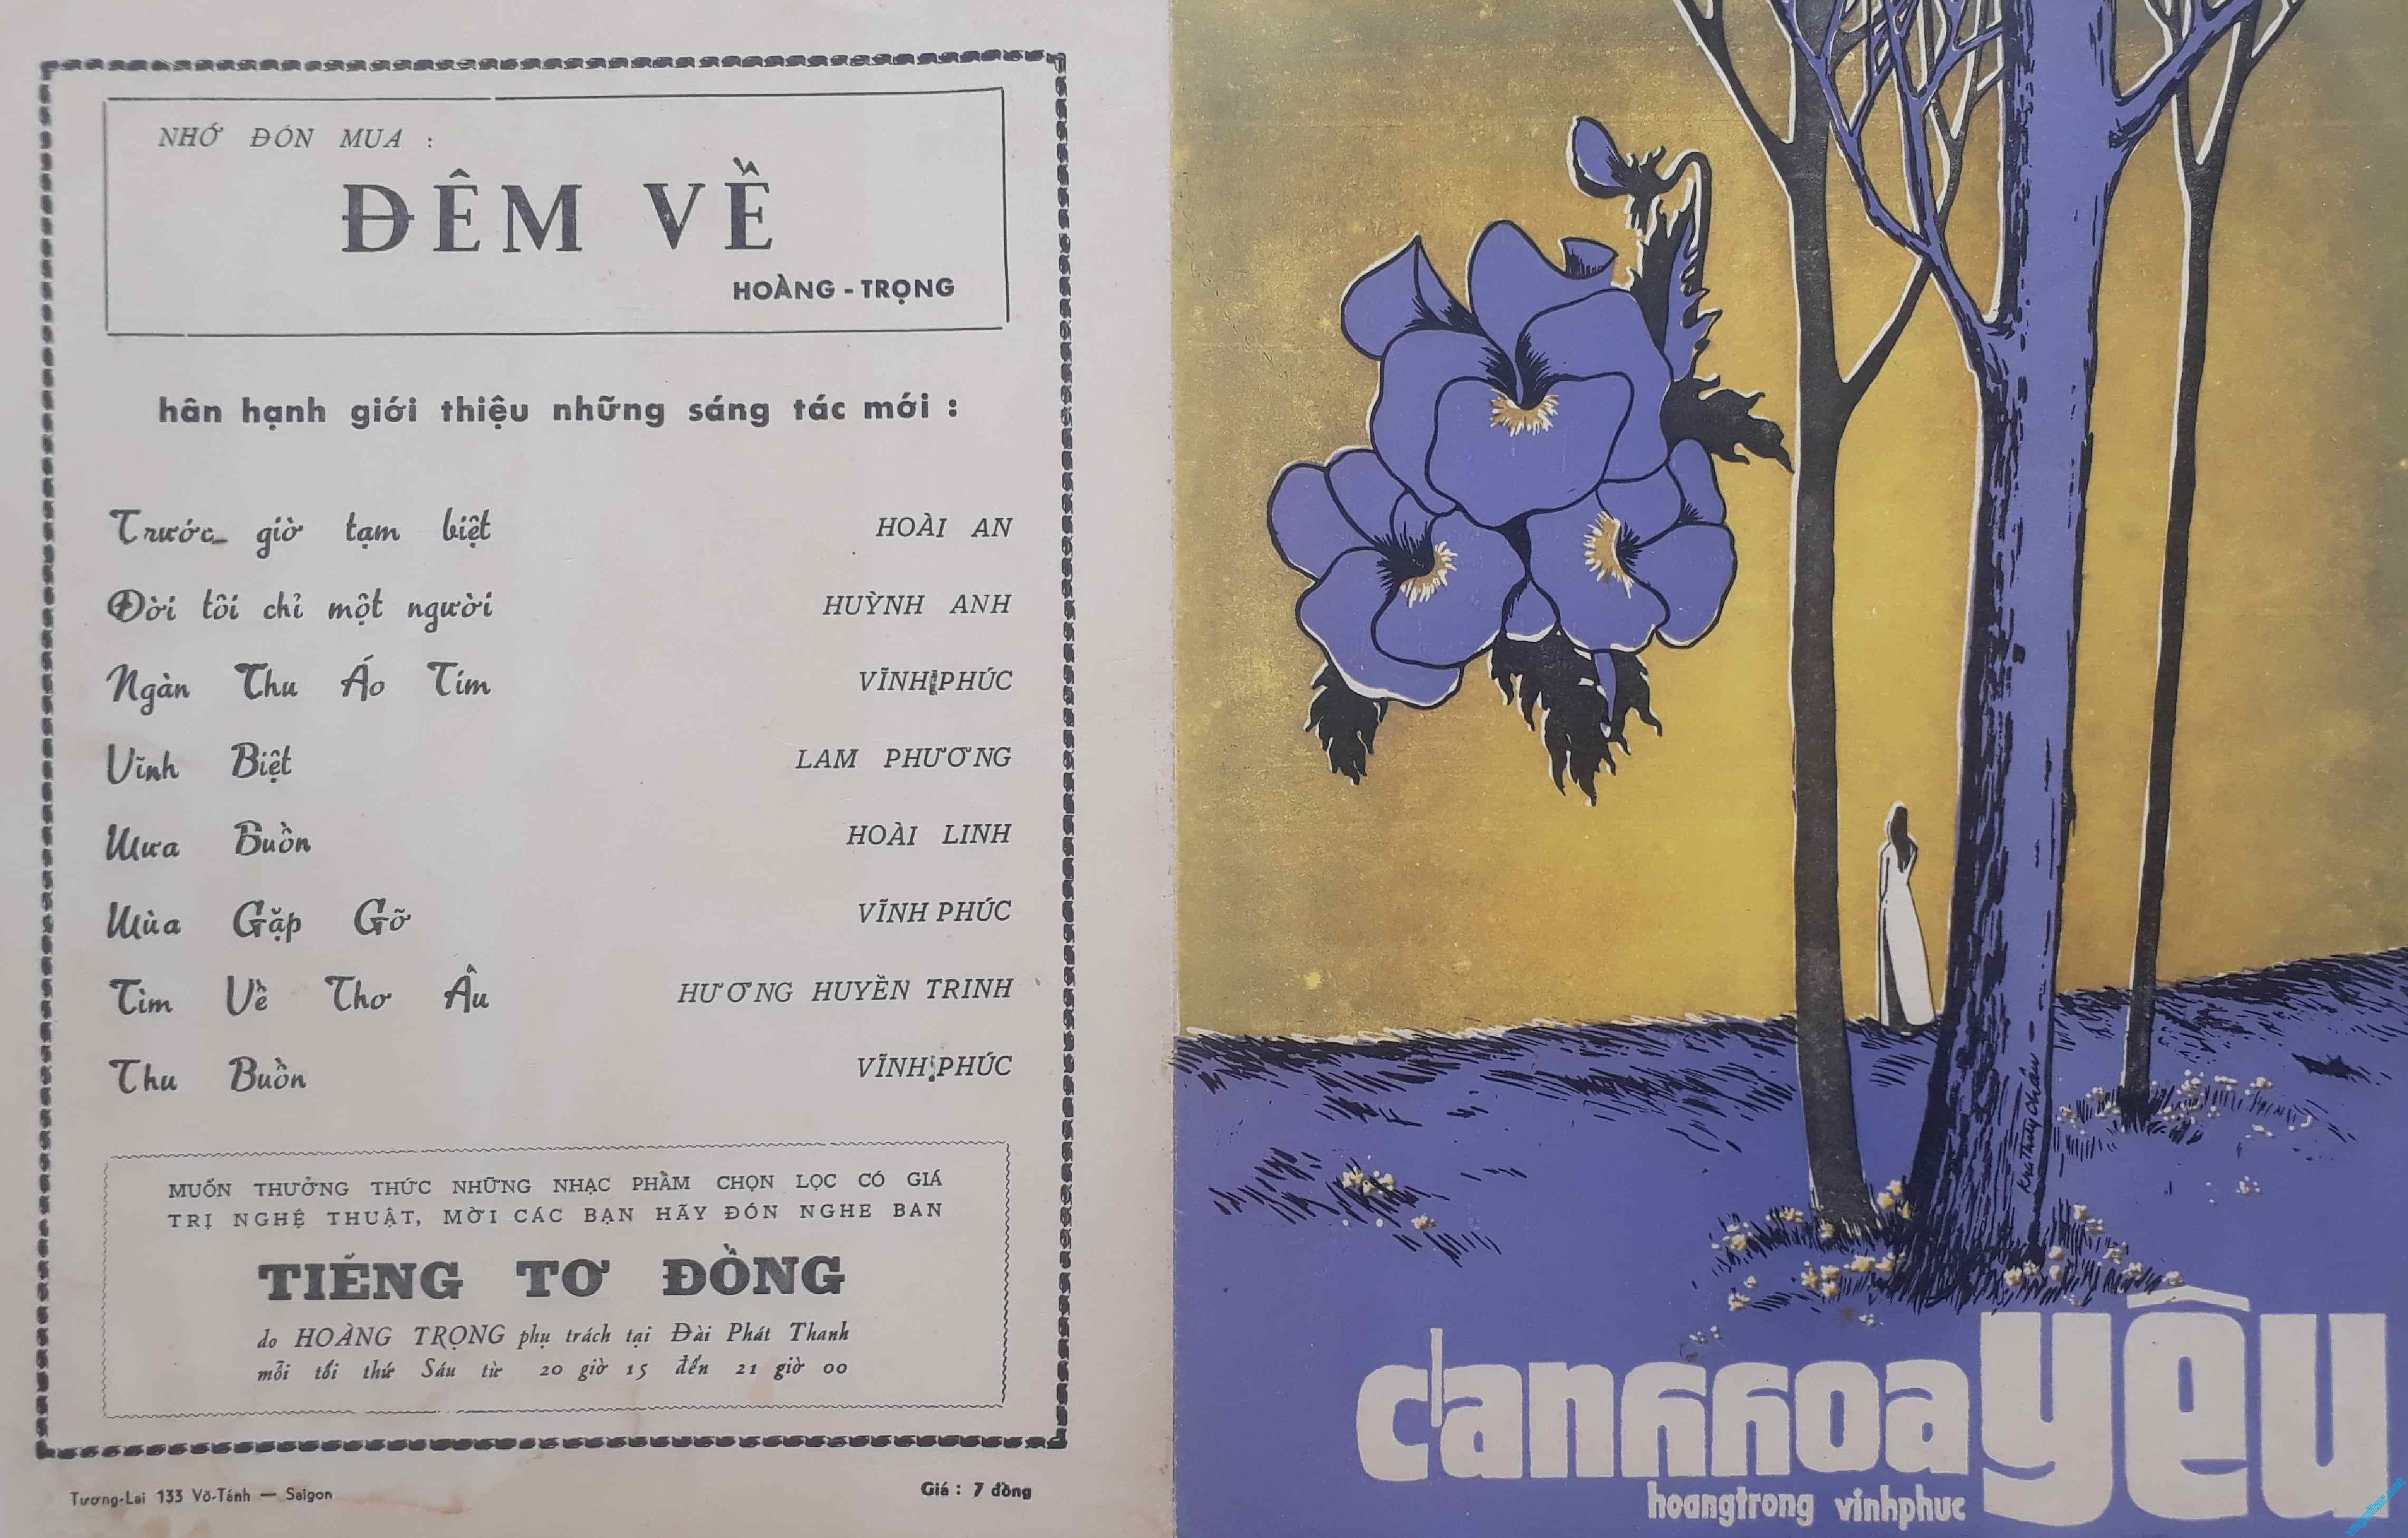 NHỚ ĐÓN MUA :
ĐÊM VỀ
HOÀNG - TRỌNG
hân hạnh giới thiệu những sáng tác mới :
Trước giờ tạm biệt HOÀI AN
Đời tôi chỉ một người HUỲNH ANH
Ngàn Thu Áo Tím VĨNH PHÚC
Vĩnh Biệt LAM PHƯƠNG
Mưa Buồn HOÀI LINH
Mùa Gặp Gỡ VĨNH PHÚC
Tìm Về Thơ Ấu HƯƠNG HUYỀN TRINH
Thu Buồn VĨNH PHÚC
MUỐN THƯỞNG THỨC NHỮNG NHẠC PHẨM CHỌN LỌC CÓ GIÁ
TRỊ NGHỆ THUẬT, MỜI CÁC BẠN HÃY ĐÓN NGHE BAN
TIẾNG TƠ ĐỒNG
do HOÀNG TRỌNG phụ trách tại Đài Phát Thanh
mỗi tối thứ Sáu từ 20 giờ 15 đến 21 giờ 00
Tương-Lai 133 Võ-Tánh — Saigon
Giá : 7 đồng
Kha Thuỳ Châu
cánhhoayêu
hoangtrong vinhphuc